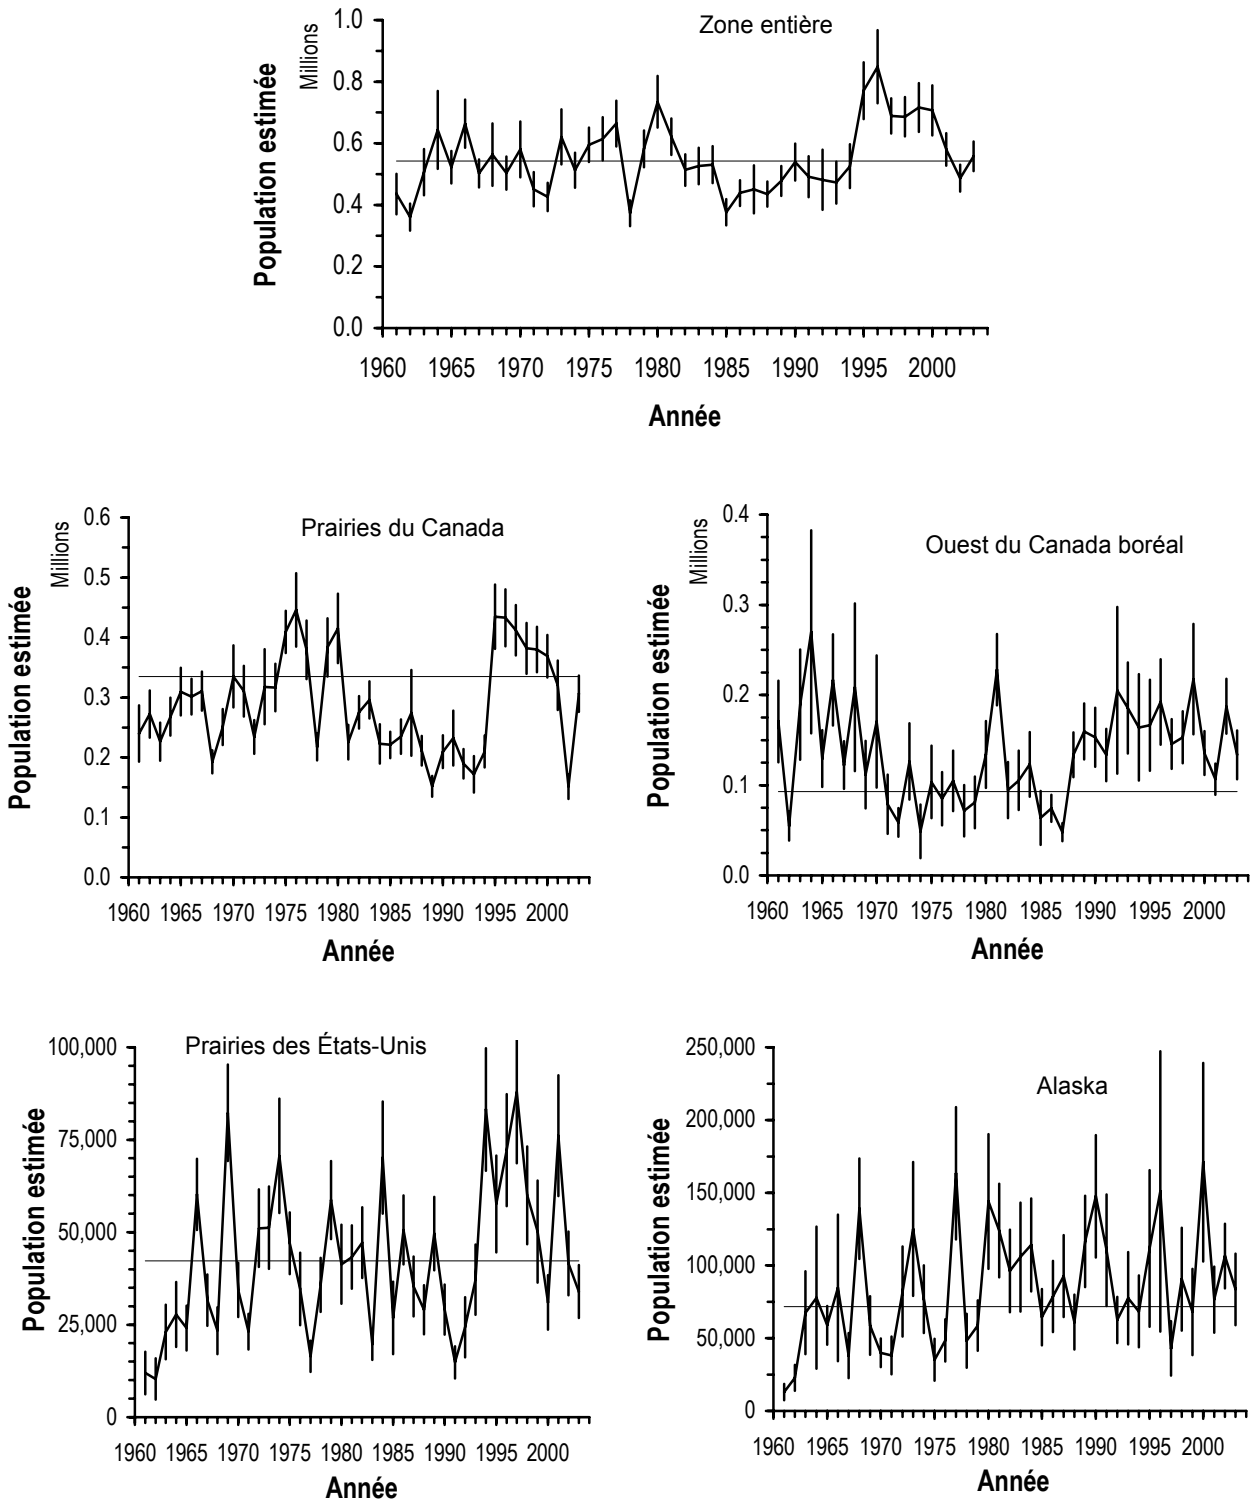 Zone entière
Population estimée
Millions
1.0
0.8
0.6
0.4
0.2
0.0
1960 1965 1970 1975 1980 1985 1990 1995 2000
Année
Prairies du Canada
Population estimée
Millions
0.6
0.5
0.4
0.3
0.2
0.1
0.0
1960 1965 1970 1975 1980 1985 1990 1995 2000
Année
Ouest du Canada boréal
Population estimée
Millions
0.4
0.3
0.2
0.1
0.0
1960 1965 1970 1975 1980 1985 1990 1995 2000
Année
Prairies des États-Unis
Population estimée
100,000
75,000
50,000
25,000
0
1960 1965 1970 1975 1980 1985 1990 1995 2000
Année
Alaska
Population estimée
250,000
200,000
150,000
100,000
50,000
0
1960 1965 1970 1975 1980 1985 1990 1995 2000
Année